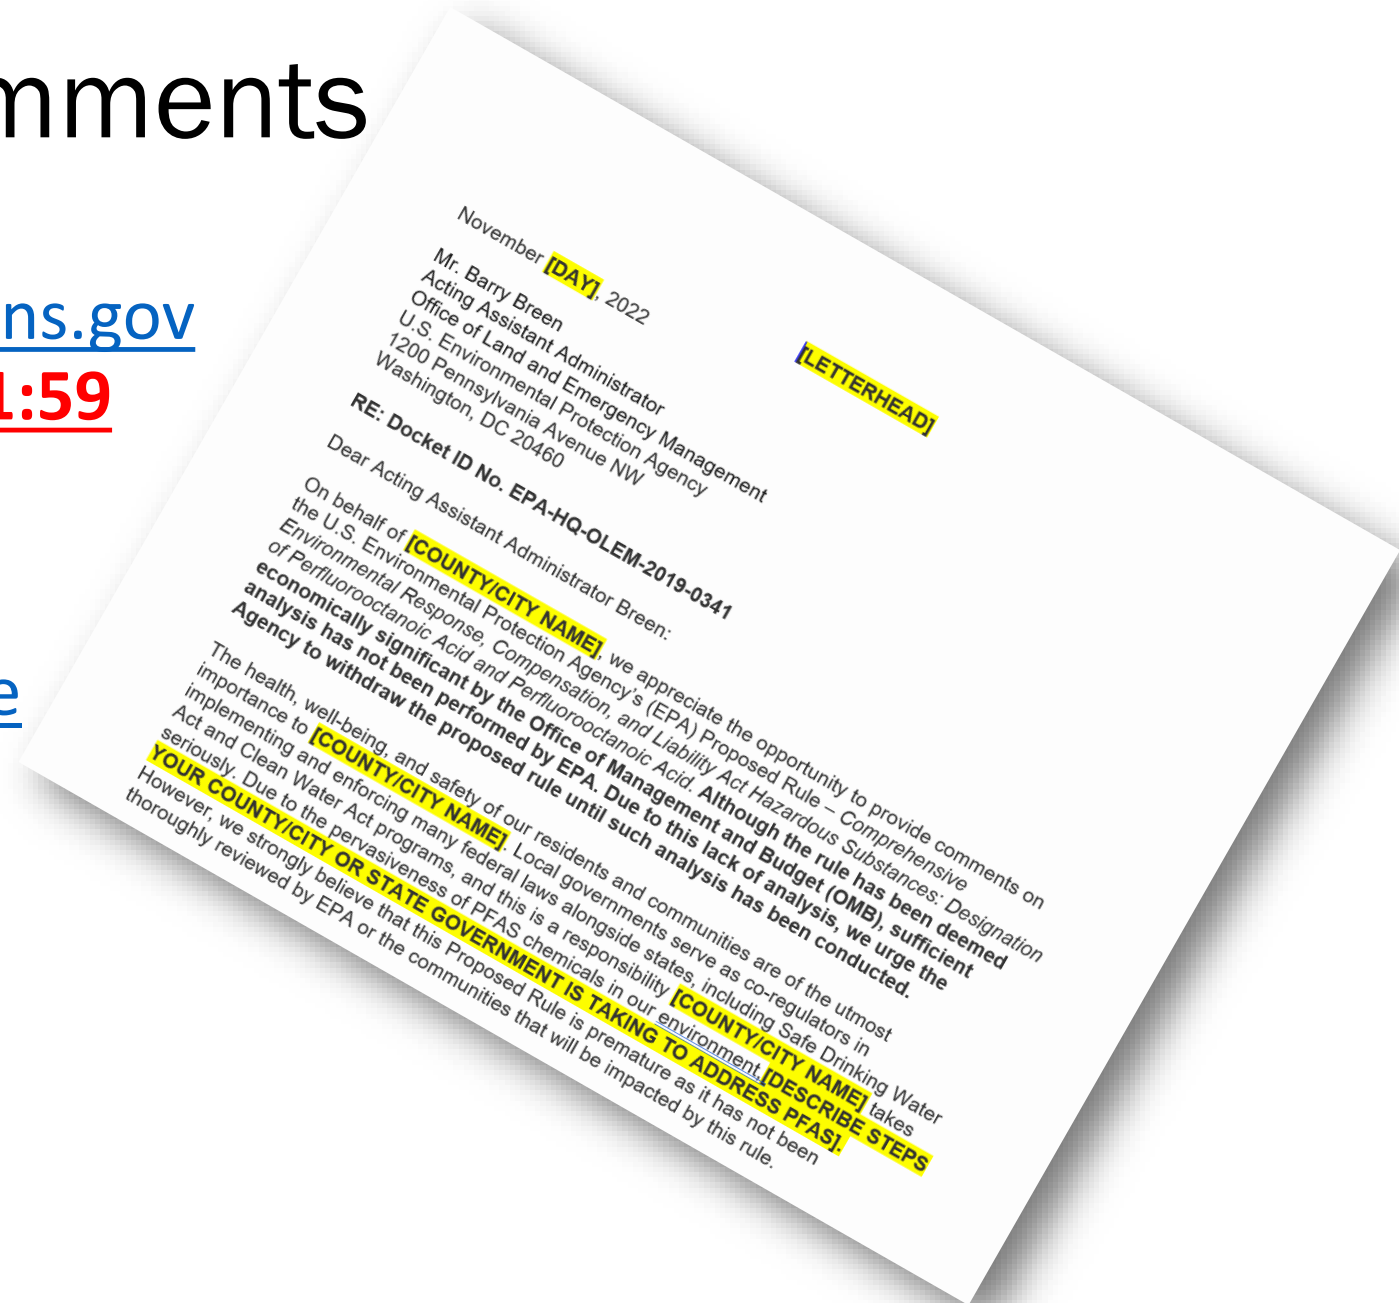 mments
ns.gov
1:59
e
[LETTERHEAD]
November [DAY], 2022
Mr. Barry Breen
Acting Assistant Administrator
Office of Land and Emergency Management
U.S. Environmental Protection Agency
1200 Pennsylvania Avenue NW
Washington, DC 20460
RE: Docket ID No. EPA-HQ-OLEM-2019-0341
Dear Acting Assistant Administrator Breen:
On behalf of [COUNTY/CITY NAME], we appreciate the opportunity to provide comments on
the U.S. Environmental Protection Agency's (EPA) Proposed Rule – Comprehensive
Environmental Response, Compensation, and Liability Act Hazardous Substances: Designation
of Perfluorooctanoic Acid and Perfluorooctanoic Acid. Although the rule has been deemed
economically significant by the Office of Management and Budget (OMB), sufficient
analysis has not been performed by EPA. Due to this lack of analysis, we urge the
Agency to withdraw the proposed rule until such analysis has been conducted.
The health, well-being, and safety of our residents and communities are of the utmost
importance to [COUNTY/CITY NAME]. Local governments serve as co-regulators in
implementing and enforcing many federal laws alongside states, including Safe Drinking Water
Act and Clean Water Act programs, and this is a responsibility [COUNTY/CITY NAME] takes
seriously. Due to the pervasiveness of PFAS chemicals in our environment,[DESCRIBE STEPS
YOUR COUNTY/CITY OR STATE GOVERNMENT IS TAKING TO ADDRESS PFAS].
However, we strongly believe that this Proposed Rule is premature as it has not been
thoroughly reviewed by EPA or the communities that will be impacted by this rule.